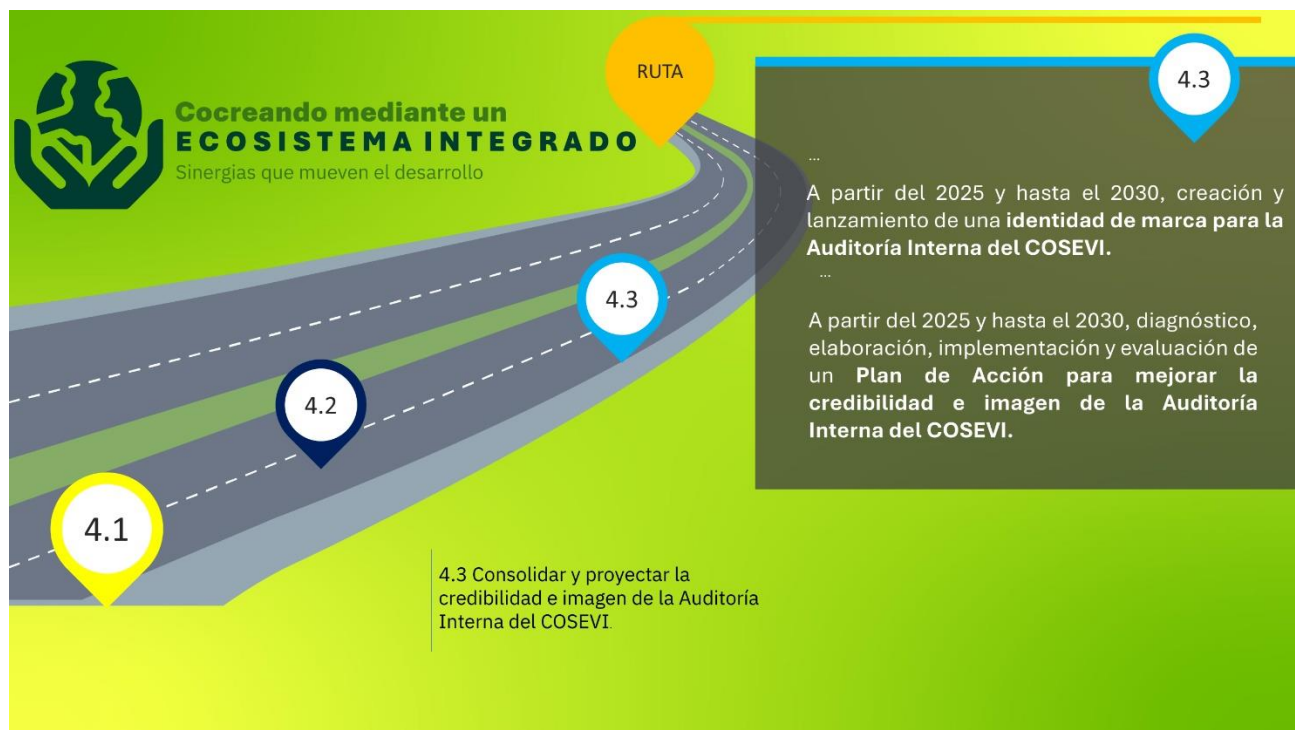 Cocreando mediante un
ECOSISTEMA INTEGRADO
Sinergias que mueven el desarrollo
RUTA
4.3
...
A partir del 2025 y hasta el 2030, creación y
lanzamiento de una identidad de marca para la
Auditoría Interna del COSEVI.
...
A partir del 2025 y hasta el 2030, diagnóstico,
elaboración, implementación y evaluación de
un Plan de Acción para mejorar la
credibilidad e imagen de la Auditoría
Interna del COSEVI.
4.3
4.2
4.1
4.3 Consolidar y proyectar la
credibilidad e imagen de la Auditoría
Interna del COSEVI.